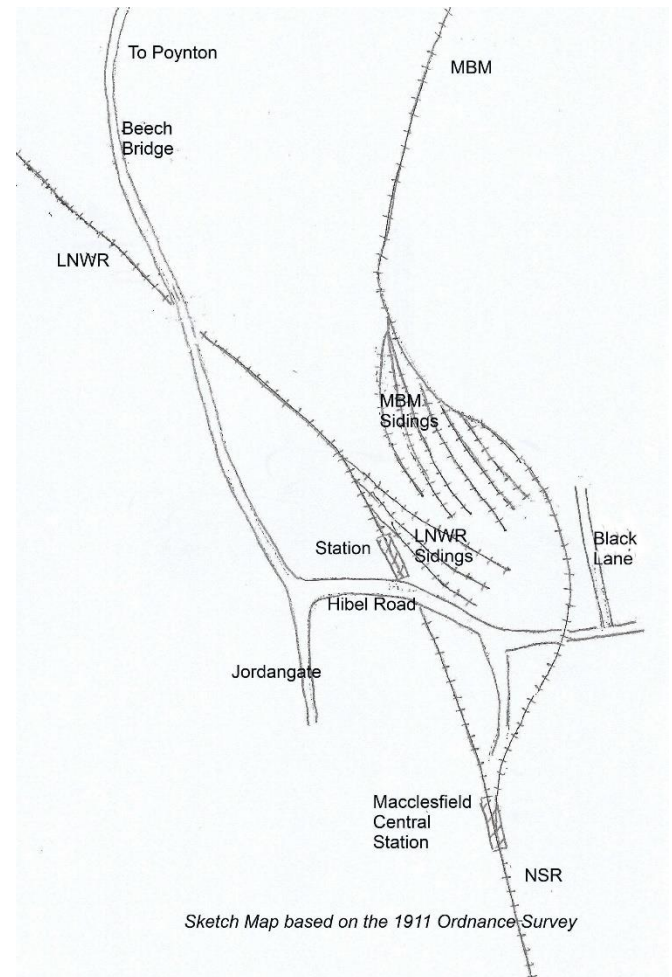 To Poynton
MBM
Beech
Bridge
LNWR
MBM
Sidings
Station
LNWR
Sidings
Black
Lane
Hibel Road
Jordangate
Macclesfield
Central
Station
NSR
Sketch Map based on the 1911 Ordnance Survey